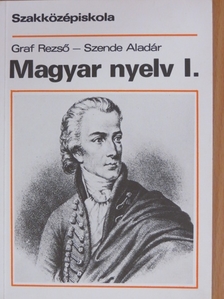 Szakközépiskola
Graf Rezső – Szende Aladár
Magyar nyelv I.